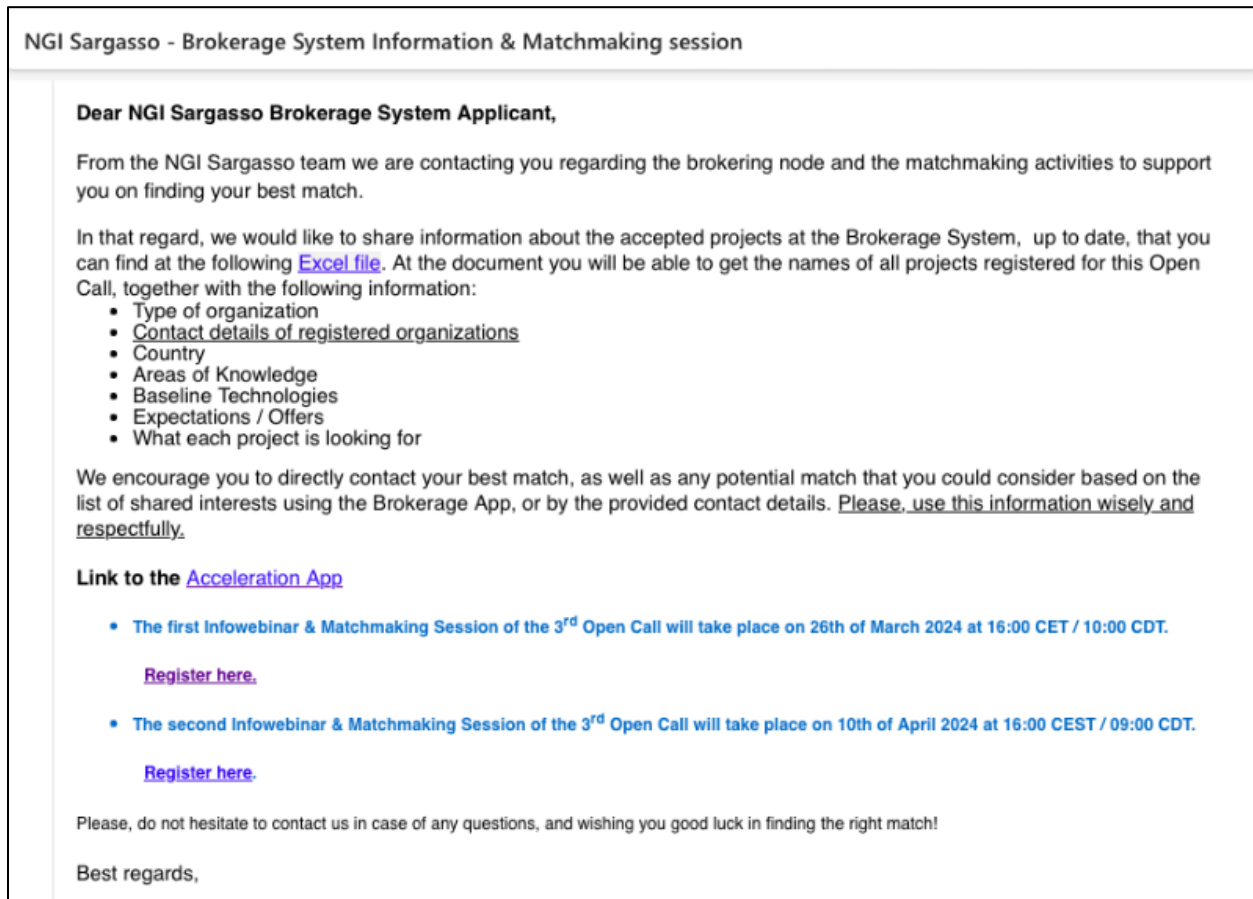 NGI Sargasso - Brokerage System Information & Matchmaking session
Dear NGI Sargasso Brokerage System Applicant,
From the NGI Sargasso team we are contacting you regarding the brokering node and the matchmaking activities to support
you on finding your best match.
In that regard, we would like to share information about the accepted projects at the Brokerage System, up to date, that you
can find at the following Excel file. At the document you will be able to get the names of all projects registered for this Open
Call, together with the following information:
• Type of organization
• Contact details of registered organizations
• Country
• Areas of Knowledge
• Baseline Technologies
• Expectations / Offers
• What each project is looking for
We encourage you to directly contact your best match, as well as any potential match that you could consider based on the
list of shared interests using the Brokerage App, or by the provided contact details. Please, use this information wisely and
respectfully.
Link to the Acceleration App
• The first Infowebinar & Matchmaking Session of the 3rd Open Call will take place on 26th of March 2024 at 16:00 CET / 10:00 CDT.
Register here.
• The second Infowebinar & Matchmaking Session of the 3rd Open Call will take place on 10th of April 2024 at 16:00 CEST / 09:00 CDT.
Register here.
Please, do not hesitate to contact us in case of any questions, and wishing you good luck in finding the right match!
Best regards,